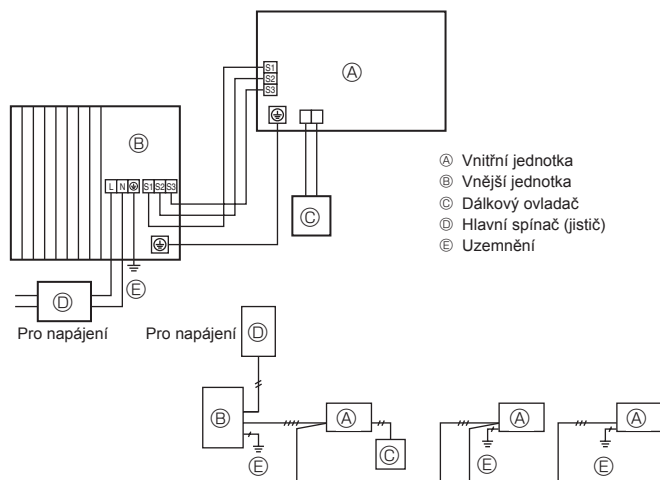 S1
S2
S3
Ⓐ
Ⓑ
L N S1 S2 S3
Ⓒ
Ⓐ Vnitřní jednotka
Ⓑ Vnější jednotka
Ⓒ Dálkový ovladač
Ⓓ Hlavní spínač (jistič)
Ⓔ Uzemnění
Ⓔ
Ⓓ
Pro napájení
Pro napájení
Ⓓ
Ⓑ
Ⓐ
Ⓐ
Ⓐ
Ⓔ
Ⓒ
Ⓔ
Ⓔ